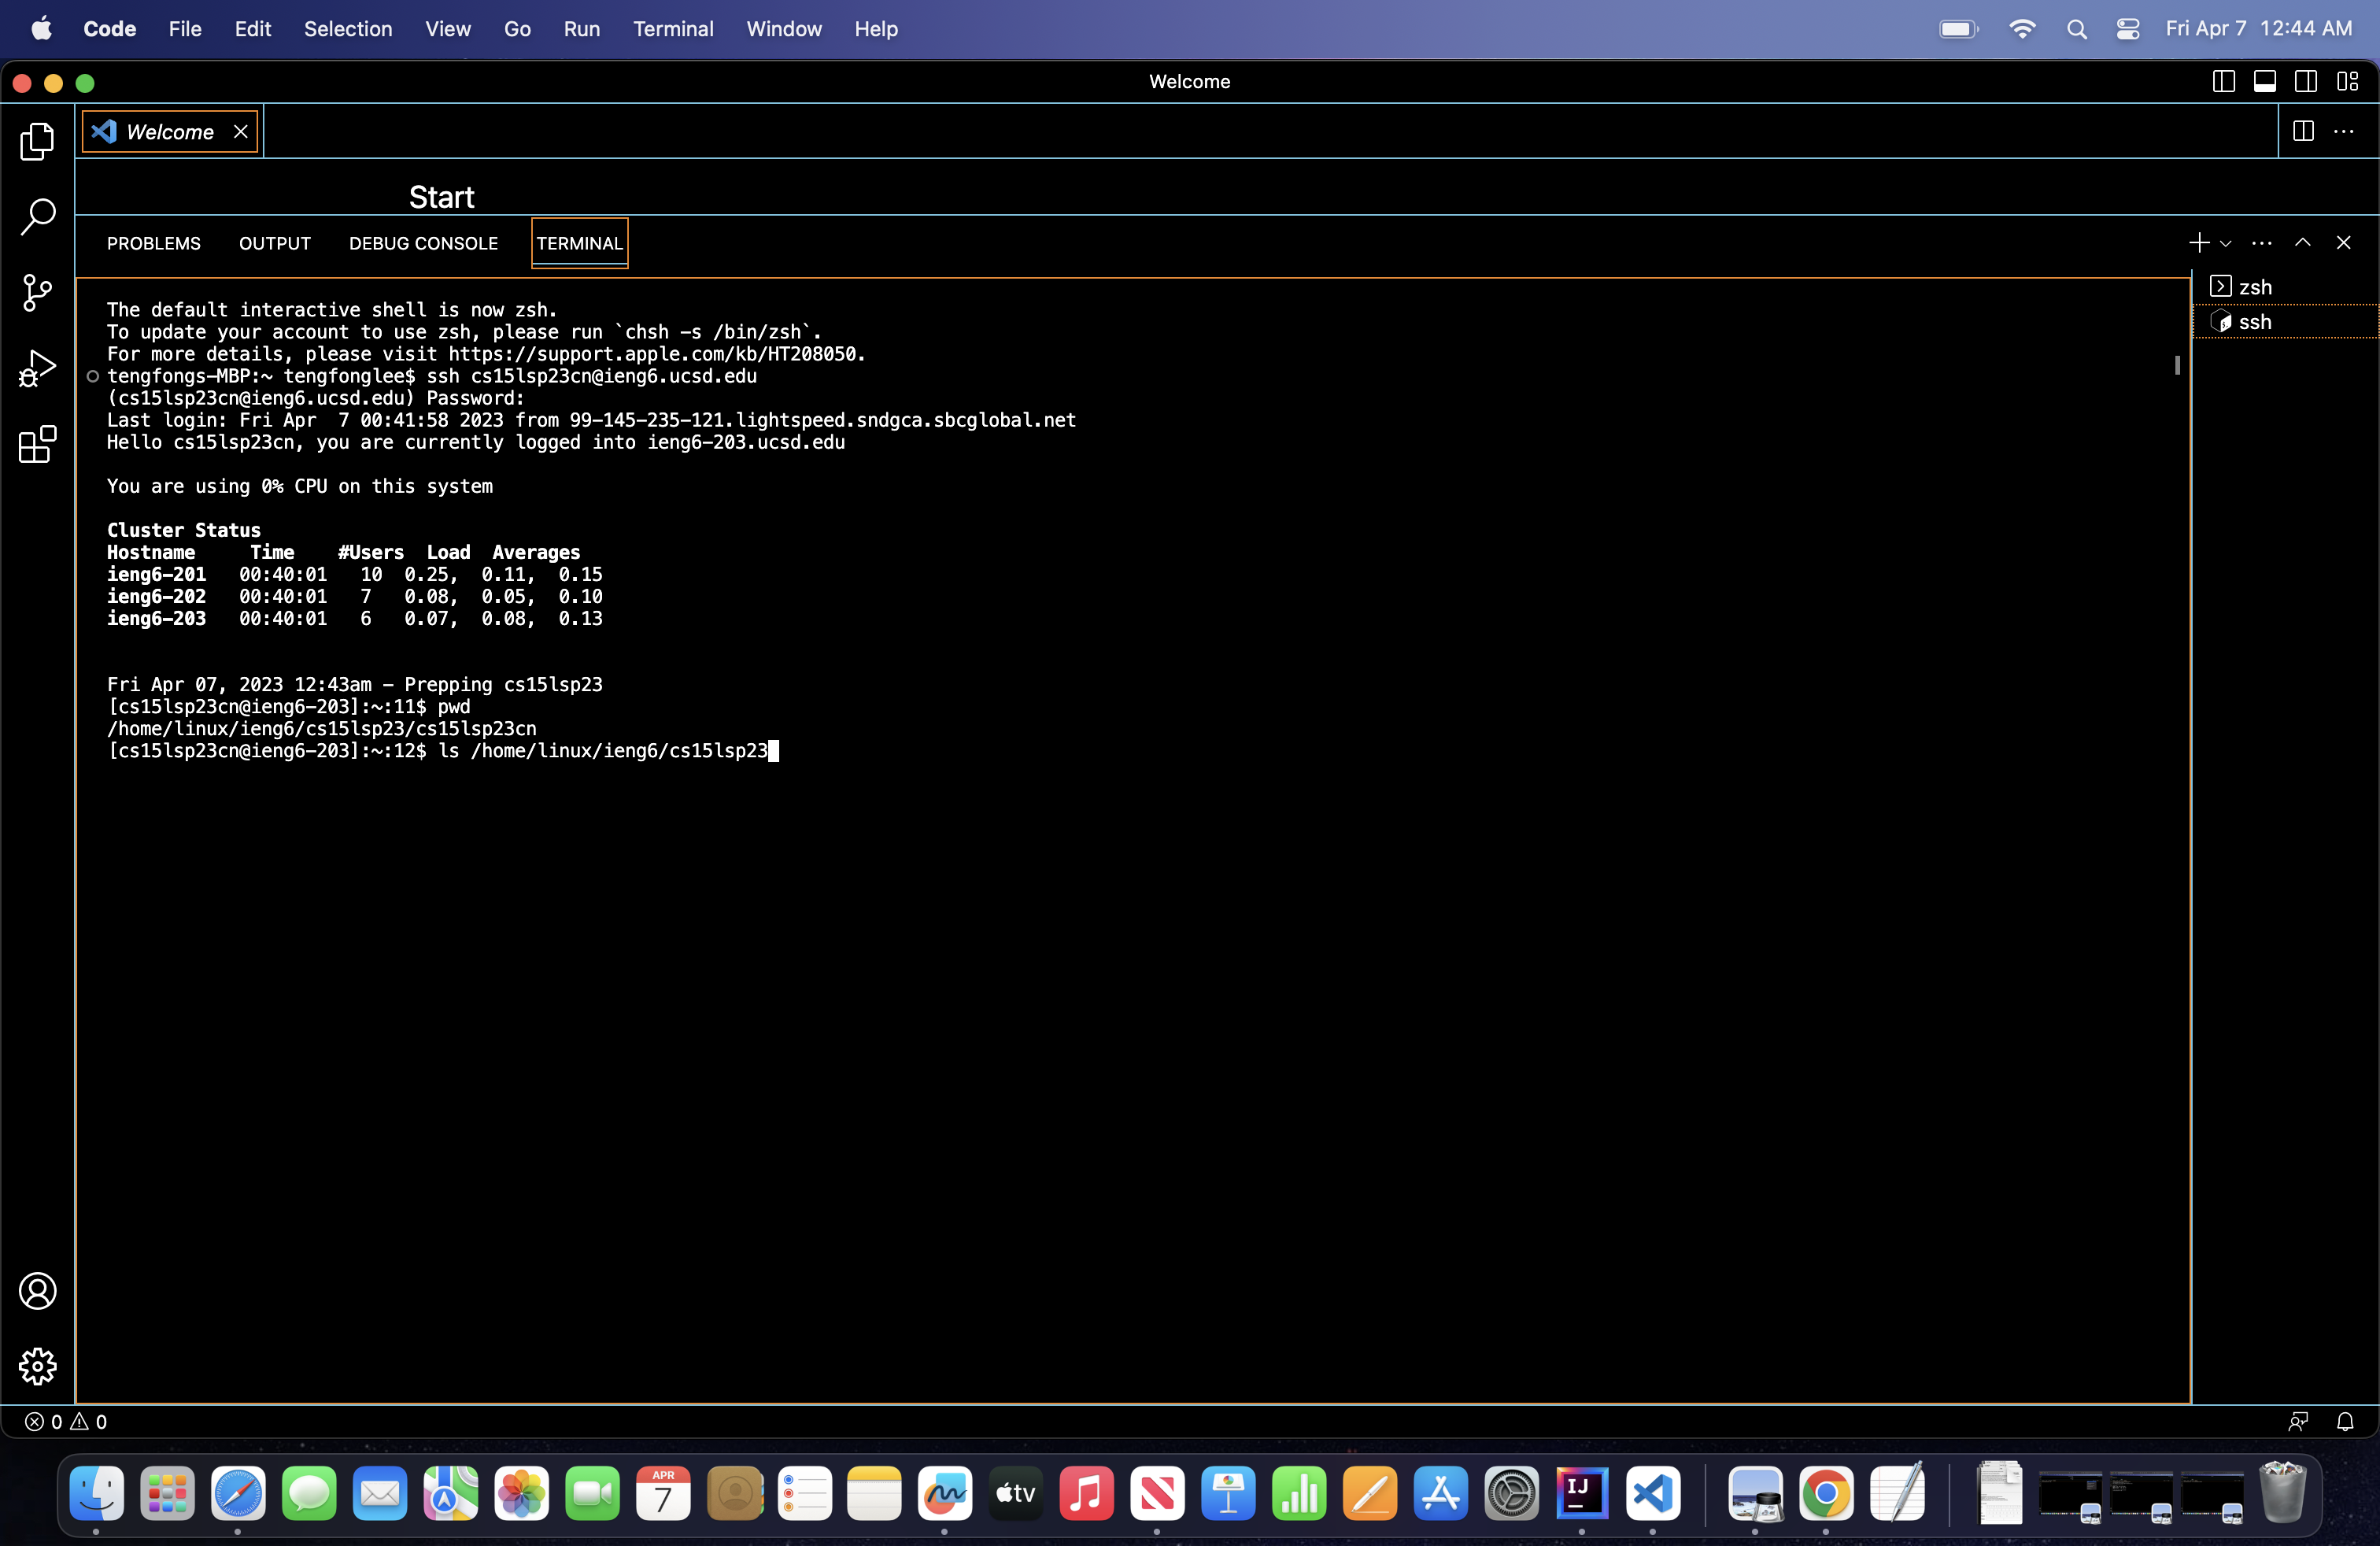 Code File Edit Selection View Go Run Terminal Window Help Fri Apr 7 12:44 AM
Welcome
Welcome
Start
PROBLEMS OUTPUT DEBUG CONSOLE TERMINAL
zsh
ssh
The default interactive shell is now zsh.
To update your account to use zsh, please run `chsh -s /bin/zsh`.
For more details, please visit https://support.apple.com/kb/HT208050.
tengfongs-MBP:~ tengfonglee$ ssh cs15lsp23cn@ieng6.ucsd.edu
(cs15lsp23cn@ieng6.ucsd.edu) Password:
Last login: Fri Apr  7 00:41:58 2023 from 99-145-235-121.lightspeed.sndgca.sbcglobal.net
Hello cs15lsp23cn, you are currently logged into ieng6-203.ucsd.edu
You are using 0% CPU on this system
Cluster Status
Hostname     Time    #Users  Load  Averages
ieng6-201   00:40:01   10  0.25,  0.11,  0.15
ieng6-202   00:40:01   7   0.08,  0.05,  0.10
ieng6-203   00:40:01   6   0.07,  0.08,  0.13
Fri Apr 07, 2023 12:43am - Prepping cs15lsp23
[cs15lsp23cn@ieng6-203]:~:11$ pwd
/home/linux/ieng6/cs15lsp23/cs15lsp23cn
[cs15lsp23cn@ieng6-203]:~:12$ ls /home/linux/ieng6/cs15lsp23
0 0
APR
7
tv
IJ